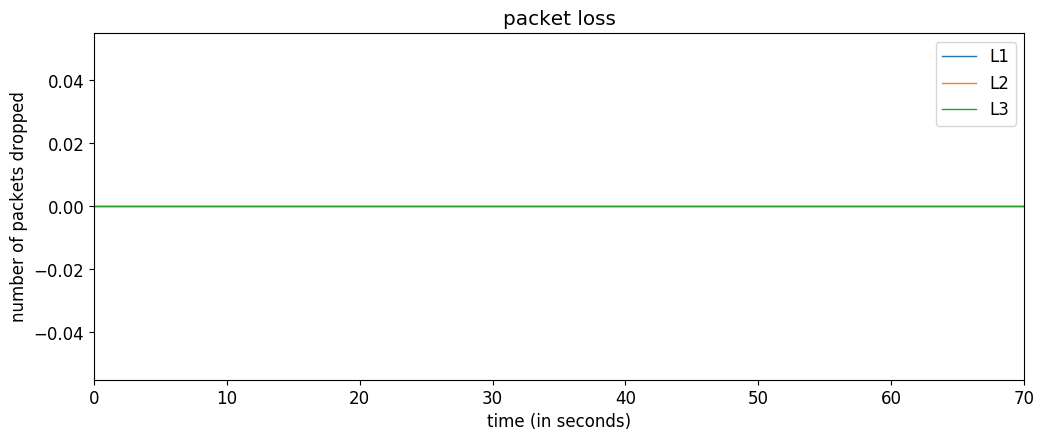 packet loss
number of packets dropped
0.04
0.02
0.00
−0.02
−0.04
L1
L2
L3
0 10 20 30 40 50 60 70
time (in seconds)